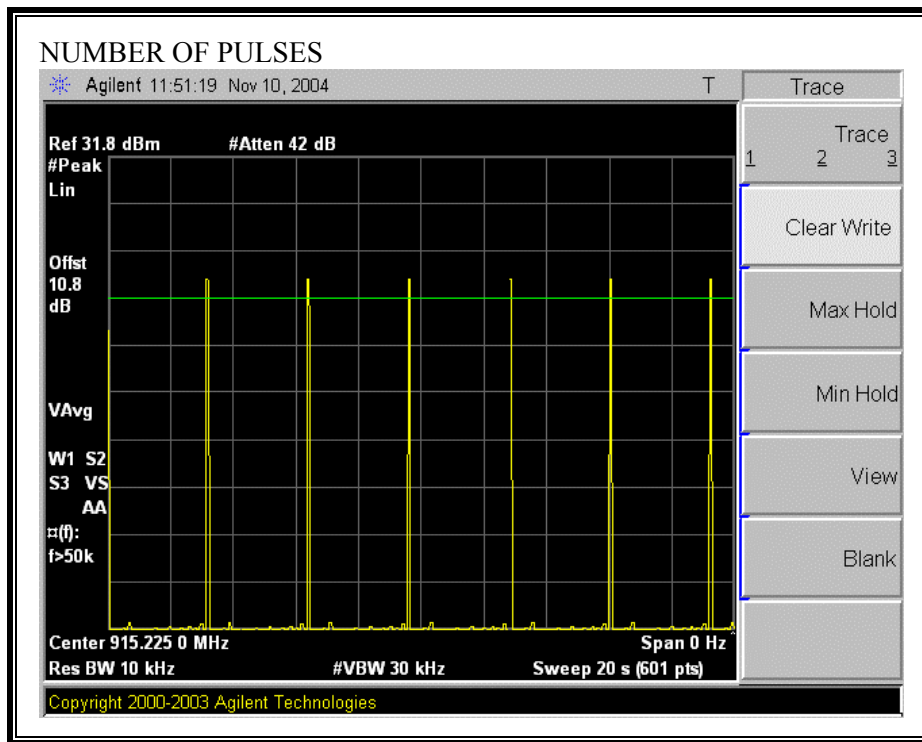 NUMBER OF PULSES
Agilent 11:51:19 Nov 10, 2004 T
Trace
Ref 31.8 dBm #Atten 42 dB
#Peak
Lin
Offst
10.8
dB
VAvg
W1 S2
S3 VS
AA
¤(f):
f>50k
Center 915.225 0 MHz Span 0 Hz
Res BW 10 kHz #VBW 30 kHz Sweep 20 s (601 pts)
Copyright 2000-2003 Agilent Technologies
Trace
1 2 3
Clear Write
Max Hold
Min Hold
View
Blank